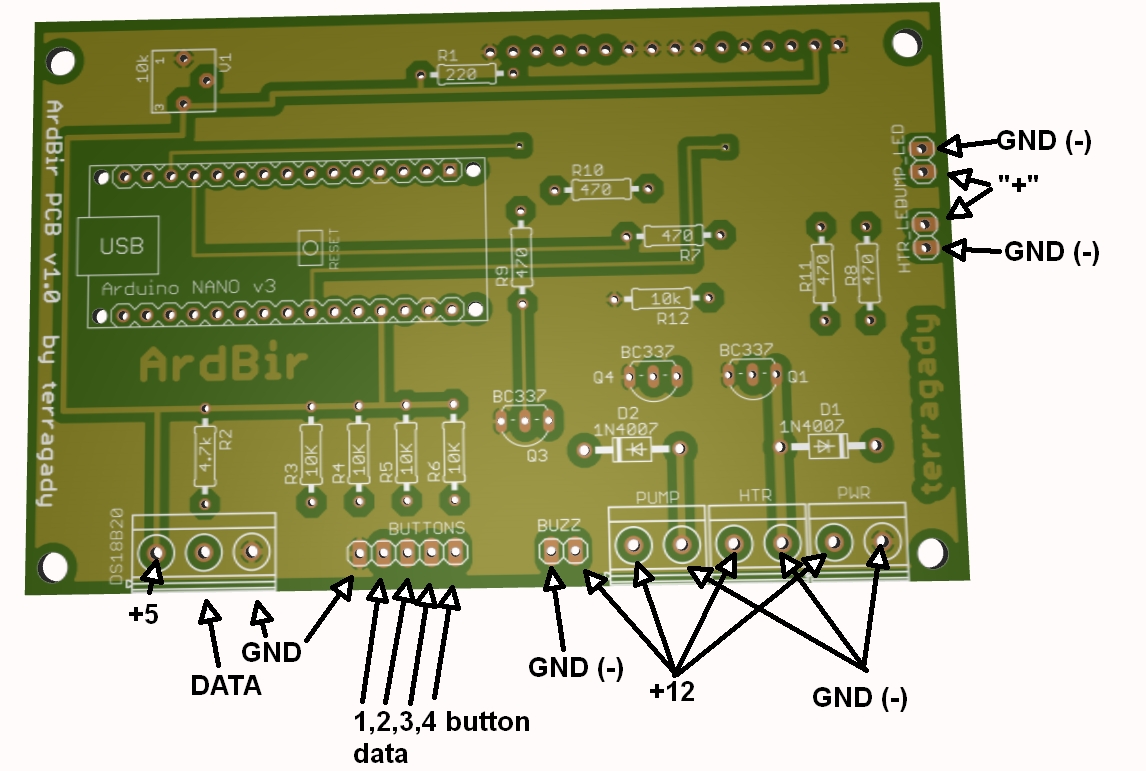 10k
1
3
V1
R1
220
ArdBir PCB v1.0 by terragady
USB
RESET
Arduino NANO v3
ArdBir
R10
470
R9
470
470
R7
10k
R12
R11
470
R8
470
BUMP_LED
HTR-LE
GND (-)
"+"
GND (-)
BC337
Q4
BC337
Q1
BC337
Q3
D2
1N4007
D1
1N4007
terragady
4.7k
R2
R3
10K
R4
10K
R5
10K
R6
10K
DS18B20
BUTTONS
BUZZ
PUMP
HTR
PWR
+5
DATA
GND
1,2,3,4 button
data
GND (-)
+12
GND (-)